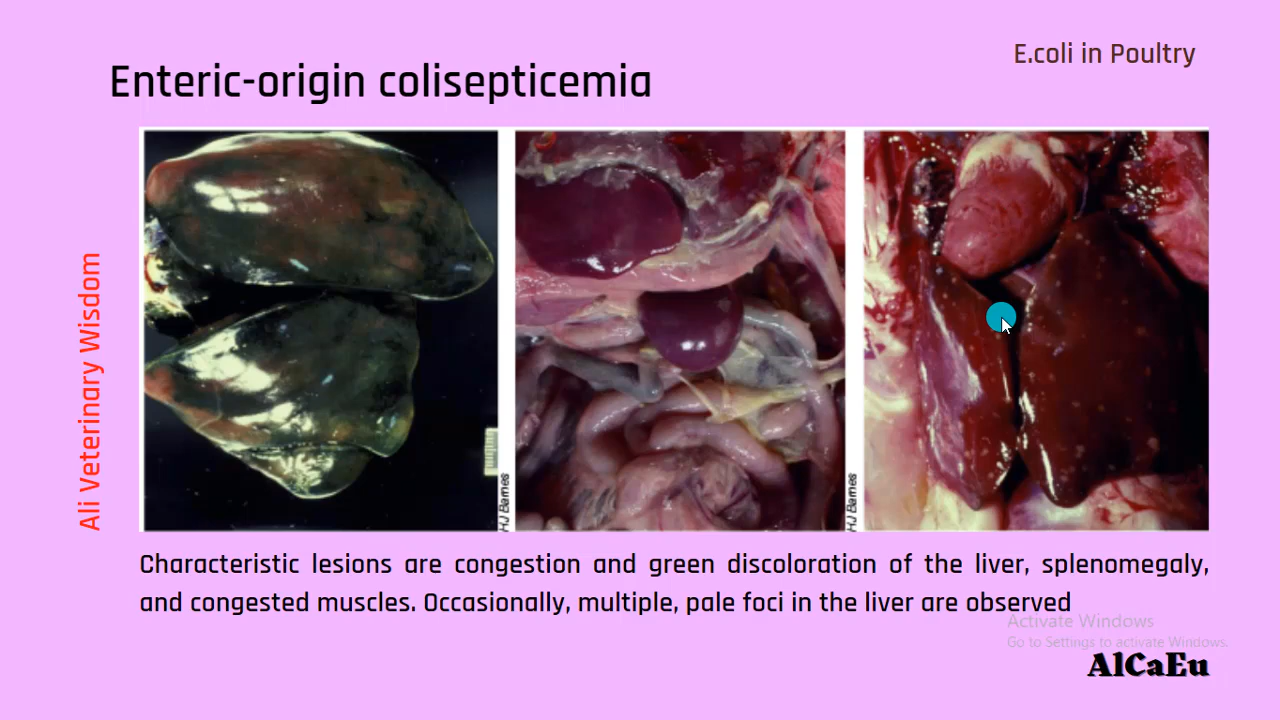 E.coli in Poultry
Enteric-origin colisepticemia
Ali Veterinary Wisdom
HJ Barnes
HJ Barnes
Characteristic lesions are congestion and green discoloration of the liver, splenomegaly,
and congested muscles. Occasionally, multiple, pale foci in the liver are observed
Activate Windows
Go to Settings to activate Windows.
AlCaEu